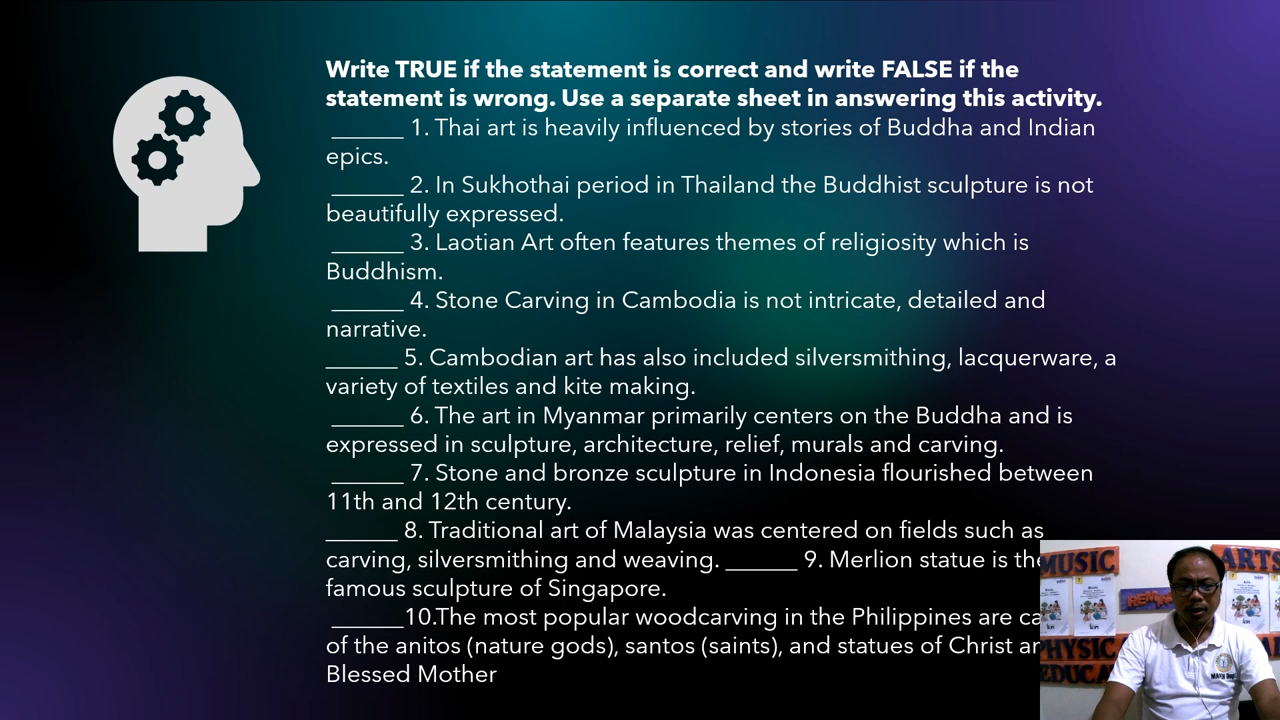 Write TRUE if the statement is correct and write FALSE if the
statement is wrong. Use a separate sheet in answering this activity.
______ 1. Thai art is heavily influenced by stories of Buddha and Indian
epics.
______ 2. In Sukhothai period in Thailand the Buddhist sculpture is not
beautifully expressed.
______ 3. Laotian Art often features themes of religiosity which is
Buddhism.
______ 4. Stone Carving in Cambodia is not intricate, detailed and
narrative.
______ 5. Cambodian art has also included silversmithing, lacquerware, a
variety of textiles and kite making.
______ 6. The art in Myanmar primarily centers on the Buddha and is
expressed in sculpture, architecture, relief, murals and carving.
______ 7. Stone and bronze sculpture in Indonesia flourished between
11th and 12th century.
______ 8. Traditional art of Malaysia was centered on fields such as
carving, silversmithing and weaving. ______ 9. Merlion statue is the
famous sculpture of Singapore.
______10.The most popular woodcarving in the Philippines are
of the anitos (nature gods), santos (saints), and statues of Christ
Blessed Mother
MUSIC
ARTS
PHYSIC
EDUCA